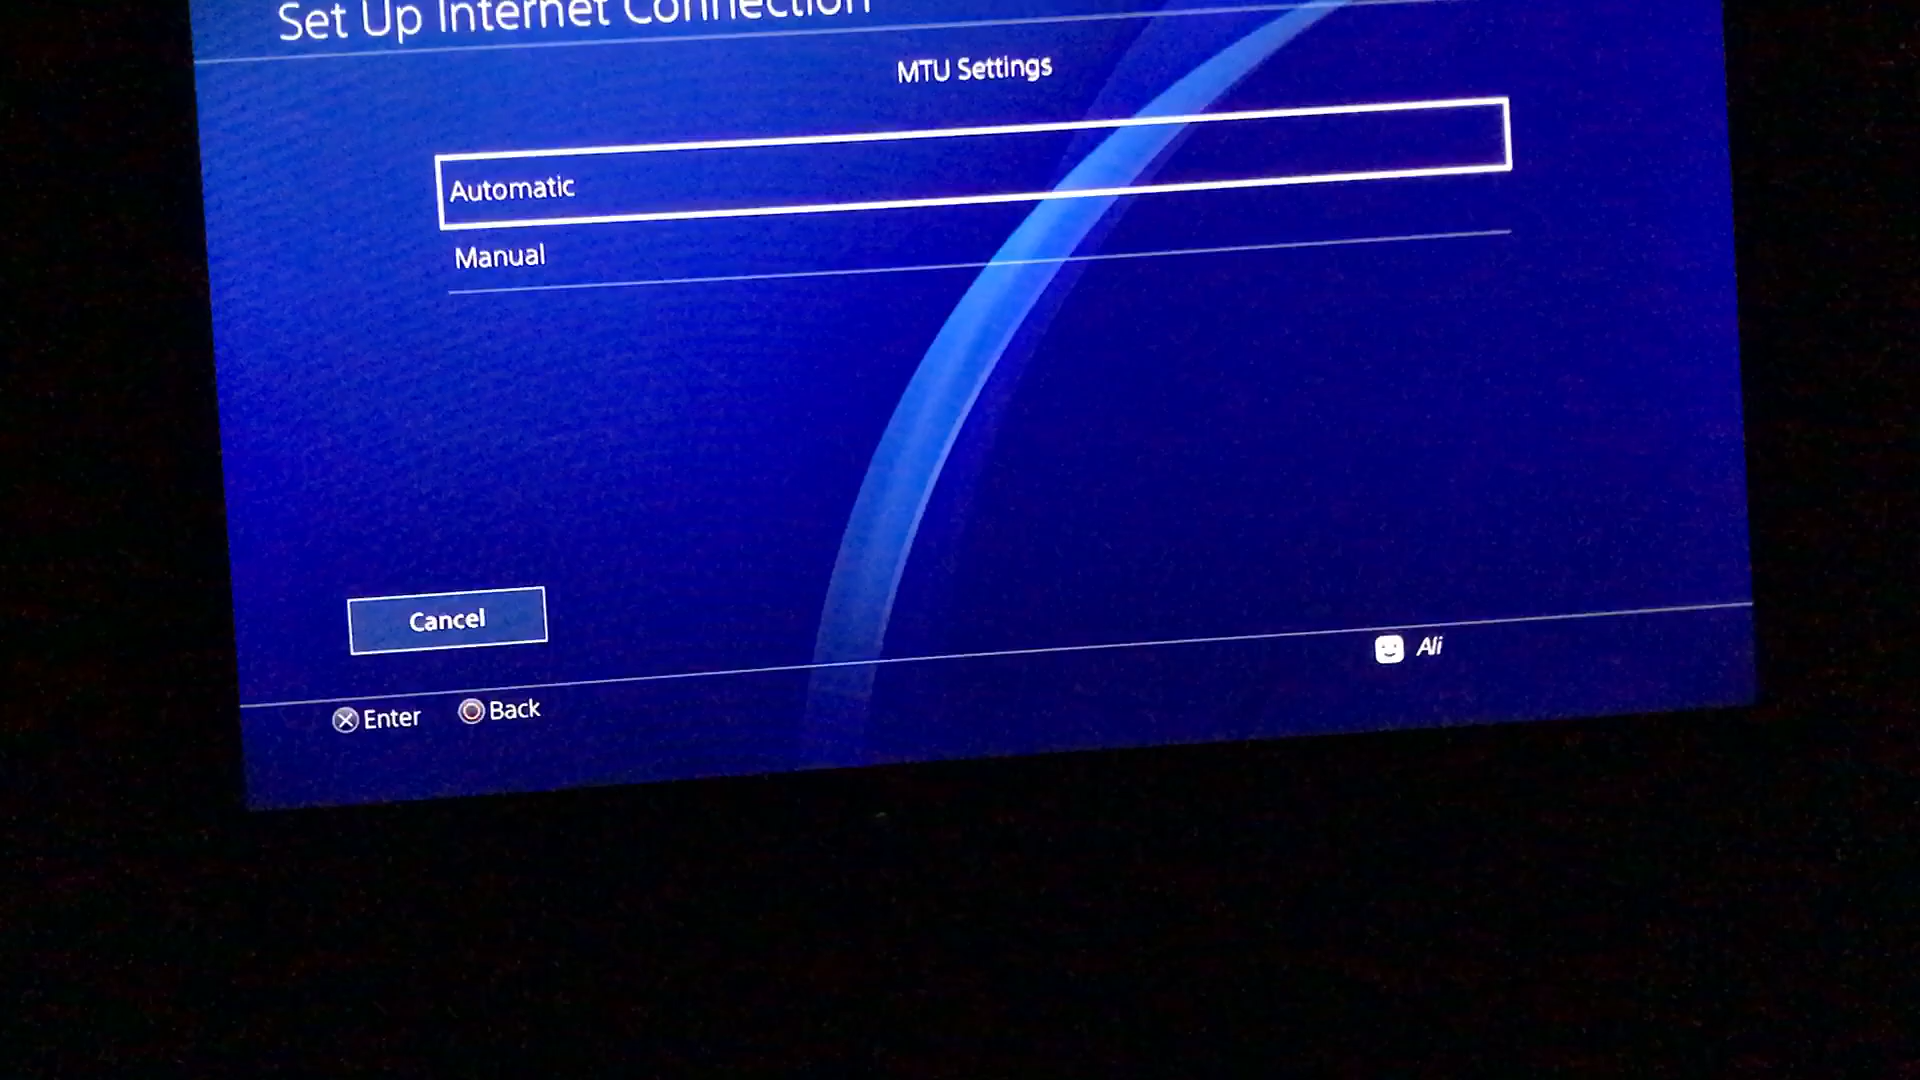 Set Up Internet Connection
MTU Settings
Automatic
Manual
Cancel
Ali
Enter Back